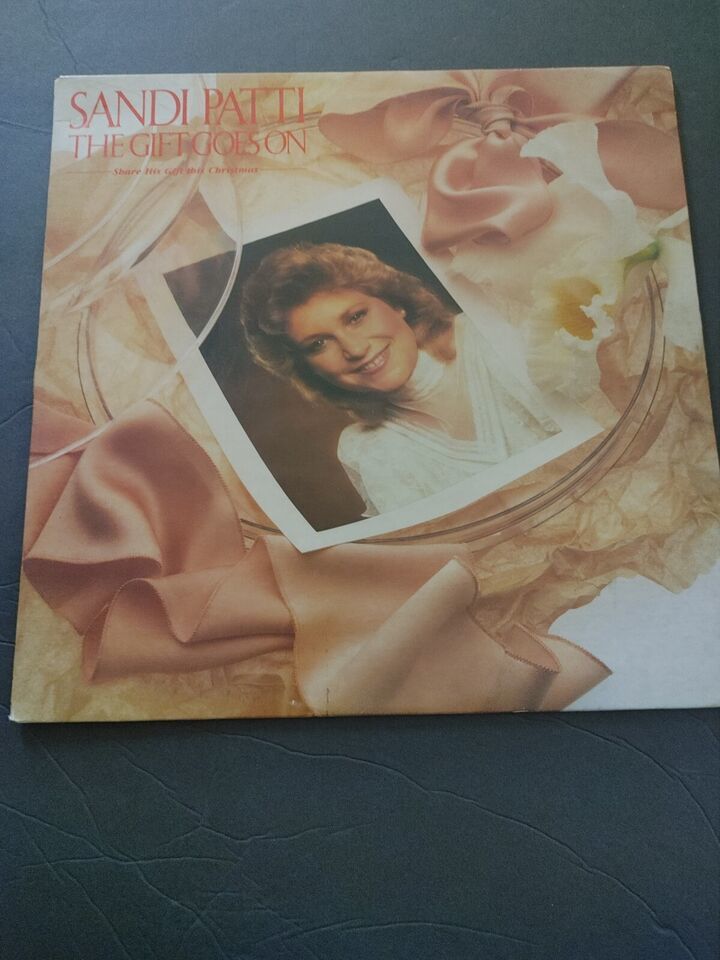 SANDI PATTI
THE GIFT GOES ON
Share His Gift this Christmas